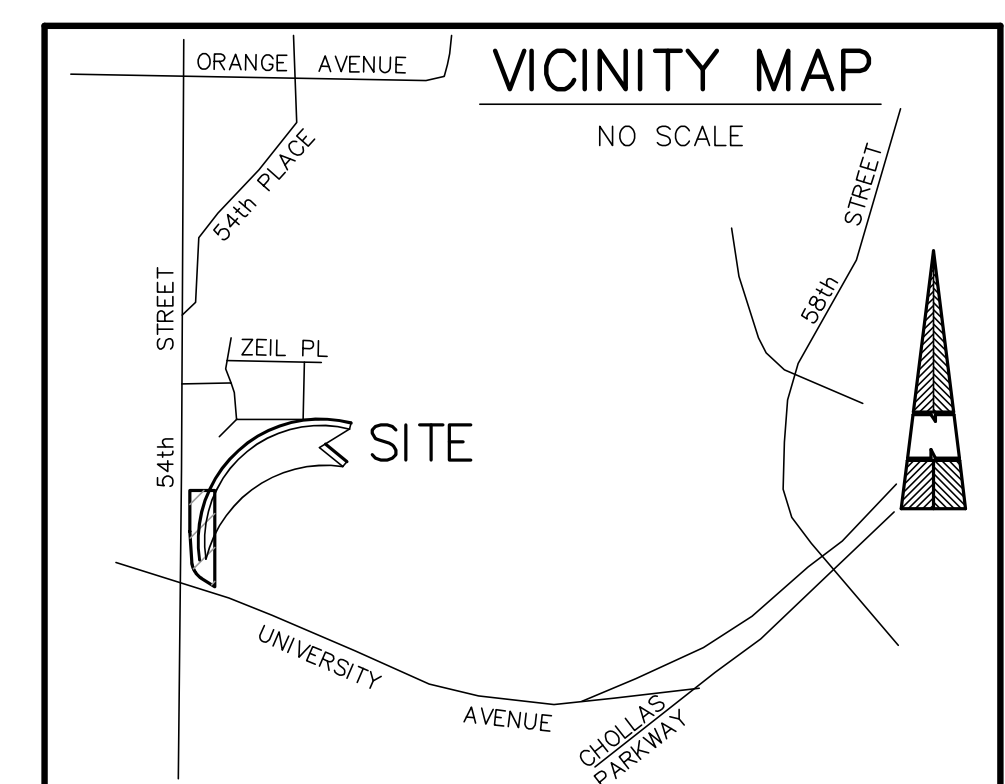 VICINITY MAP
NO SCALE
ORANGE AVENUE
54th PLACE
54th STREET
ZEIL PL
SITE
58th STREET
UNIVERSITY AVENUE
CHOLLAS
PARKWAY